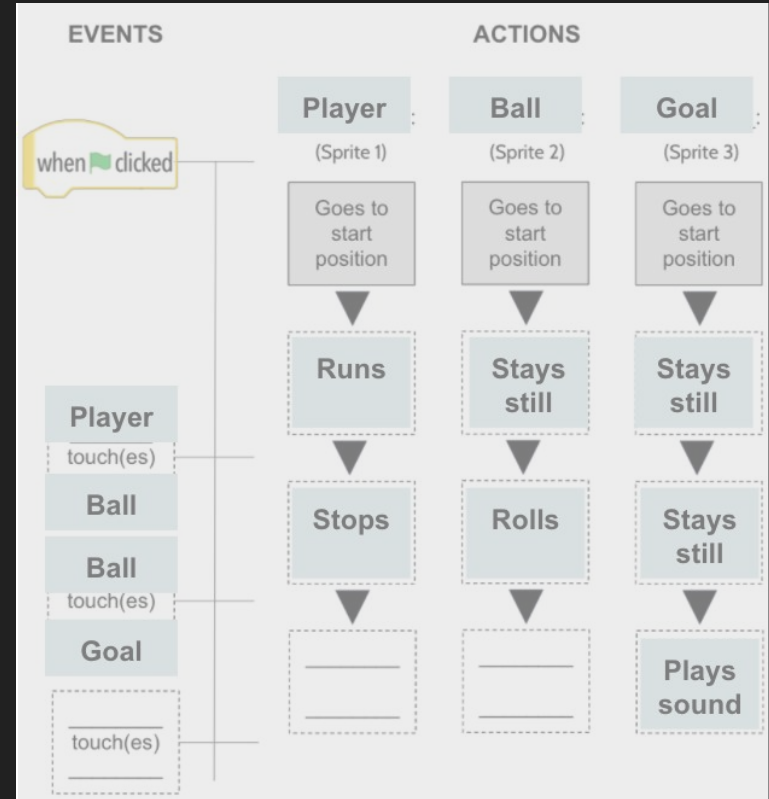 EVENTS
ACTIONS
Player :
Ball :
Goal :
(Sprite 1)
(Sprite 2)
(Sprite 3)
when clicked
Goes to
start
position
Goes to
start
position
Goes to
start
position
Runs
Stays
still
Stays
still
Player
touch(es)
Ball
Stops
Rolls
Stays
still
Ball
touch(es)
Goal
Plays
sound
touch(es)